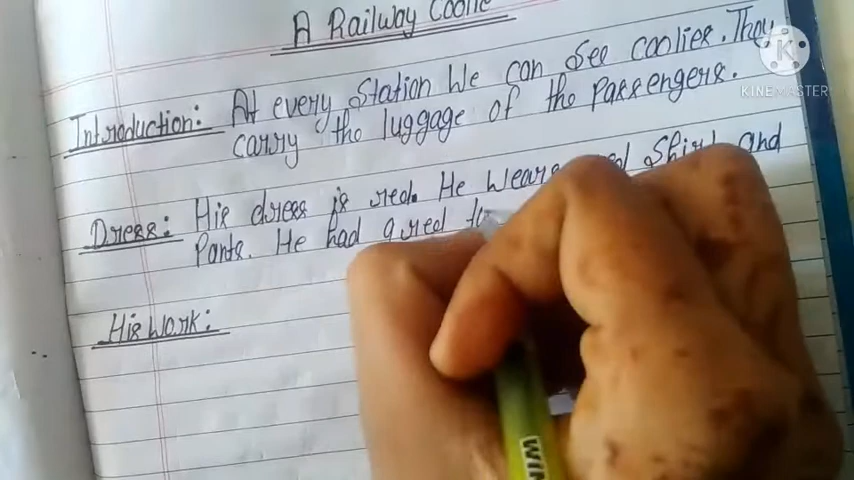 A Railway Coolie
Introduction: At every Station We can See coolies. They
carry the luggage of the Passengers.
Dress: His dress is red. He Wears Shirt and
Pants. He had a red
His work:
KINEMASTER
WIN